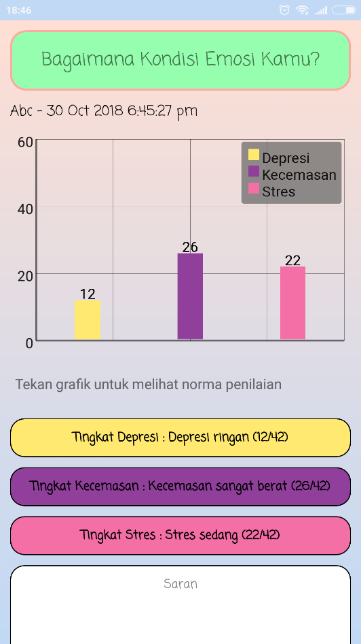 18:46
Bagaimana Kondisi Emosi Kamu?
Abc - 30 Oct 2018 6:45:27 pm
60
40
20
0
Depresi
Kecemasan
Stres
12
26
22
Tekan grafik untuk melihat norma penilaian
Tingkat Depresi : Depresi ringan (12/42)
Tingkat Kecemasan : Kecemasan sangat berat (26/42)
Tingkat Stres : Stres sedang (22/42)
Saran